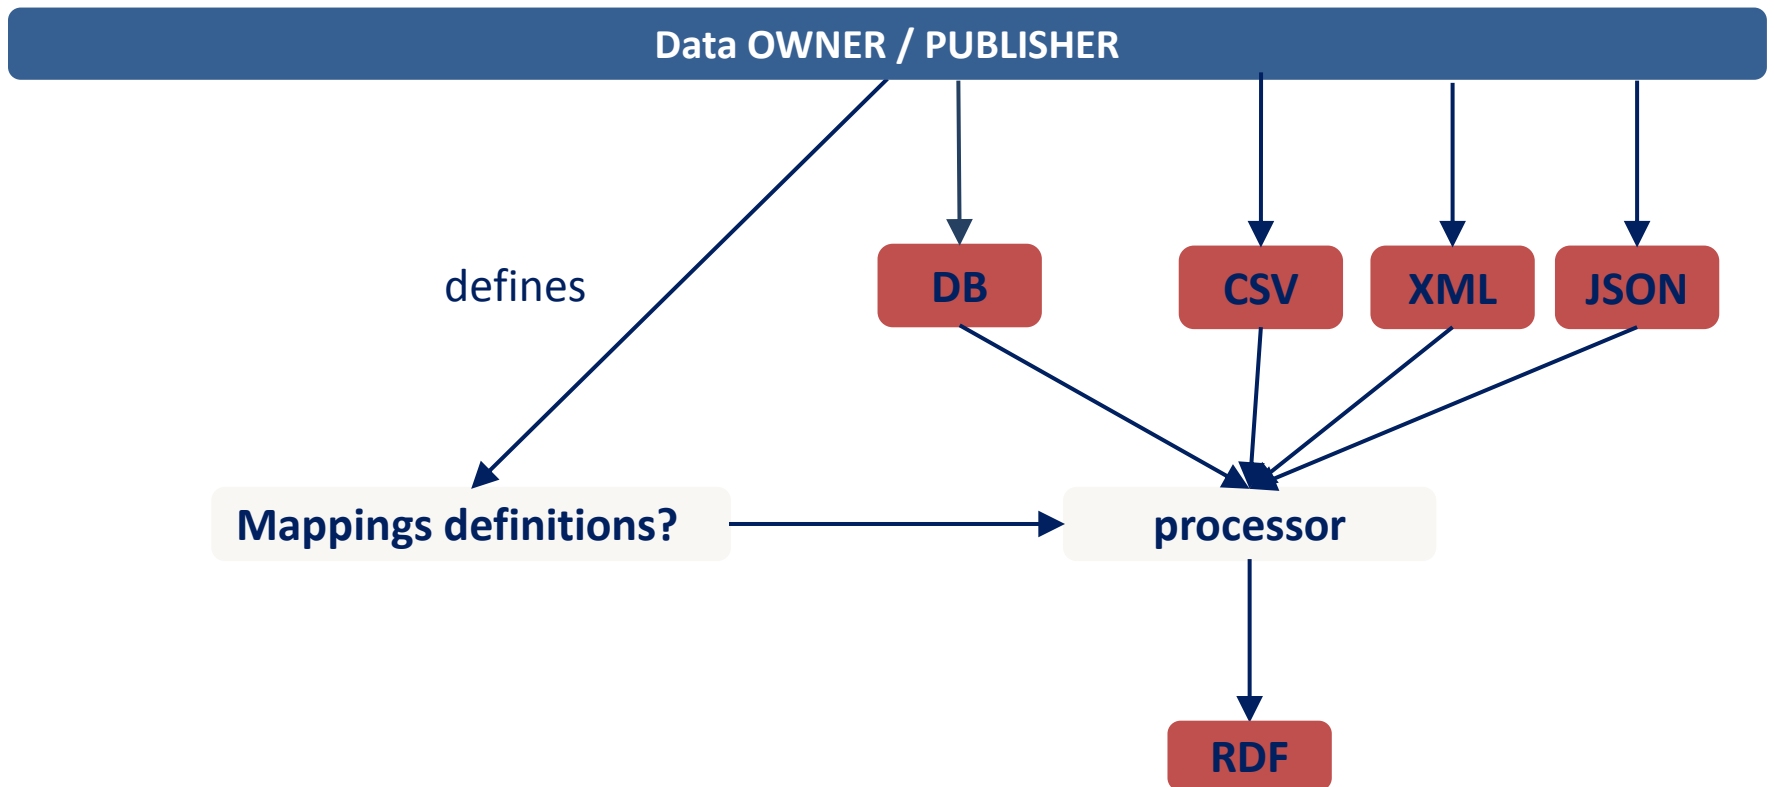 Data OWNER / PUBLISHER
defines
DB
CSV
XML
JSON
Mappings definitions?
processor
RDF